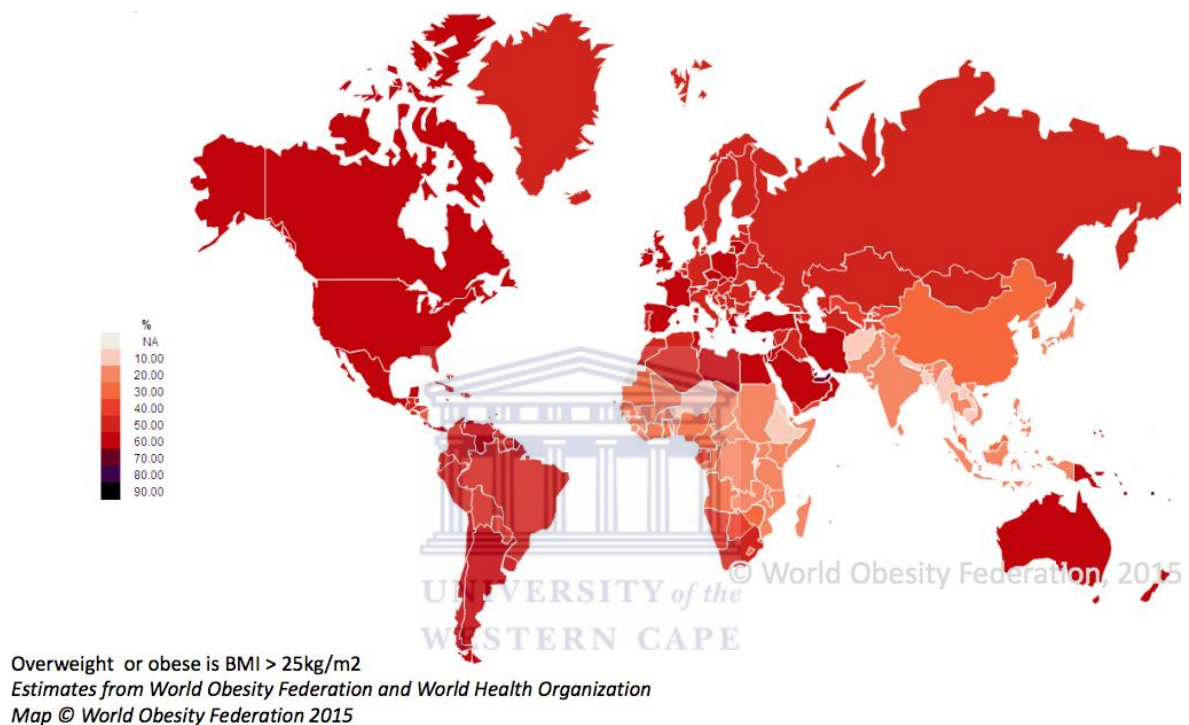 %
NA
10.00
20.00
30.00
40.00
50.00
60.00
70.00
80.00
90.00
© World Obesity Federation, 2015
UNIVERSITY of the
WESTERN CAPE
Overweight or obese is BMI > 25kg/m2
Estimates from World Obesity Federation and World Health Organization
Map © World Obesity Federation 2015